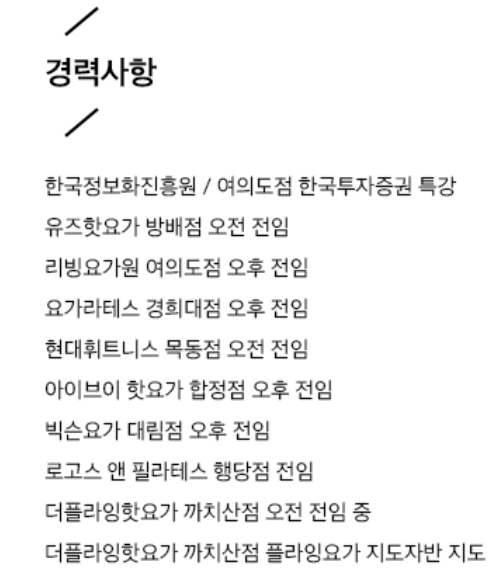 경력사항
한국정보화진흥원 / 여의도점 한국투자증권 특강
유즈핫요가 방배점 오전 전임
리빙요가원 여의도점 오후 전임
요가라테스 경희대점 오후 전임
현대휘트니스 목동점 오전 전임
아이브이 핫요가 합정점 오후 전임
빅슨요가 대림점 오후 전임
로고스 앤 필라테스 행당점 전임
더플라잉핫요가 까치산점 오전 전임 중
더플라잉핫요가 까치산점 플라잉요가 지도자반 지도